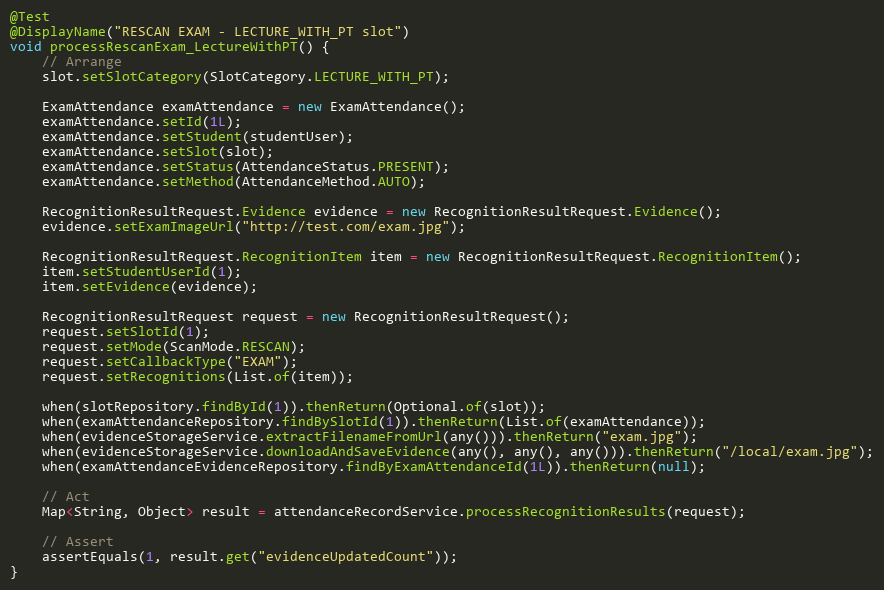 @Test
@DisplayName("RESCAN EXAM - LECTURE_WITH_PT slot")
void processRescanExam_LectureWithPT() {
    // Arrange
    slot.setSlotCategory(SlotCategory.LECTURE_WITH_PT);

    ExamAttendance examAttendance = new ExamAttendance();
    examAttendance.setId(1L);
    examAttendance.setStudent(studentUser);
    examAttendance.setSlot(slot);
    examAttendance.setStatus(AttendanceStatus.PRESENT);
    examAttendance.setMethod(AttendanceMethod.AUTO);

    RecognitionResultRequest.Evidence evidence = new RecognitionResultRequest.Evidence();
    evidence.setExamImageUrl("http://test.com/exam.jpg");

    RecognitionResultRequest.RecognitionItem item = new RecognitionResultRequest.RecognitionItem();
    item.setStudentUserId(1);
    item.setEvidence(evidence);

    RecognitionResultRequest request = new RecognitionResultRequest();
    request.setSlotId(1);
    request.setMode(ScanMode.RESCAN);
    request.setCallbackType("EXAM");
    request.setRecognitions(List.of(item));

    when(slotRepository.findById(1)).thenReturn(Optional.of(slot));
    when(examAttendanceRepository.findBySlotId(1)).thenReturn(List.of(examAttendance));
    when(evidenceStorageService.extractFilenameFromUrl(any())).thenReturn("exam.jpg");
    when(evidenceStorageService.downloadAndSaveEvidence(any(), any(), any())).thenReturn("/local/exam.jpg");
    when(examAttendanceEvidenceRepository.findByExamAttendanceId(1L)).thenReturn(null);

    // Act
    Map<String, Object> result = attendanceRecordService.processRecognitionResults(request);

    // Assert
    assertEquals(1, result.get("evidenceUpdatedCount"));
}